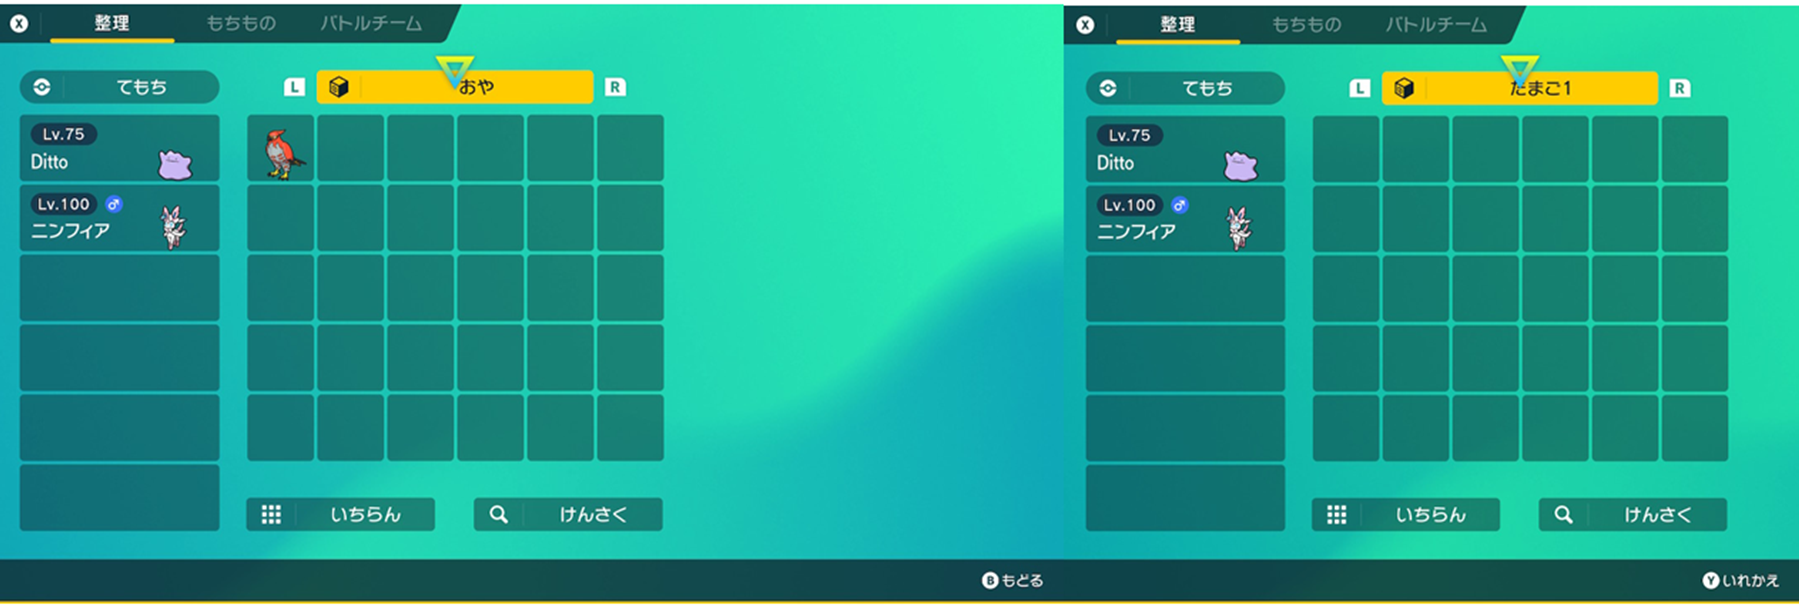 X 整理 もちもの バトルチーム
てもち
L おや R
Lv.75
Ditto
Lv.100 ♂
ニンフィア
いちらん
けんさく
B もどる
X 整理 もちもの バトルチーム
てもち
L たまご1 R
Lv.75
Ditto
Lv.100 ♂
ニンフィア
いちらん
けんさく
Y いれかえ